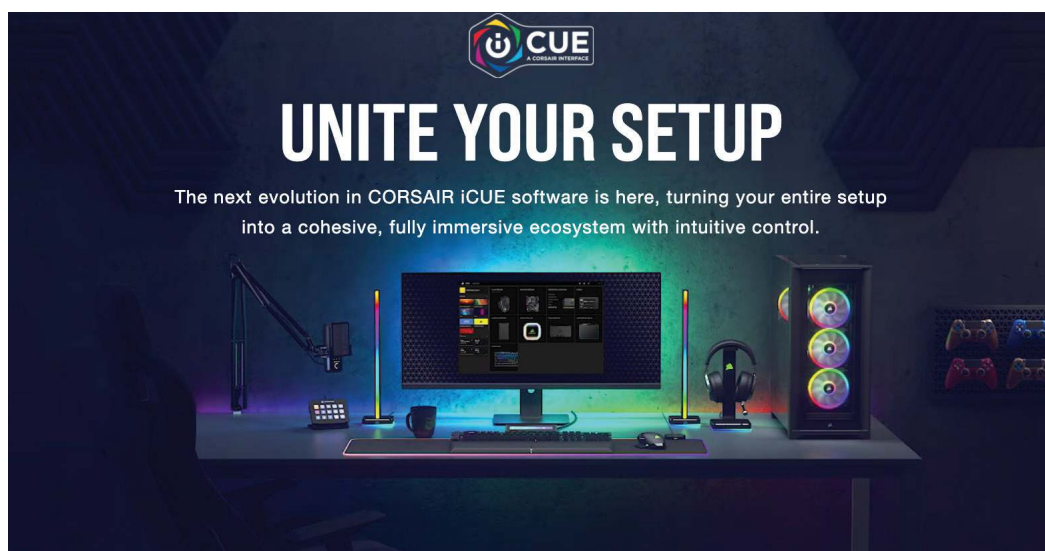 iCUE
A CORSAIR INTERFACE
UNITE YOUR SETUP
The next evolution in CORSAIR iCUE software is here, turning your entire setup
into a cohesive, fully immersive ecosystem with intuitive control.